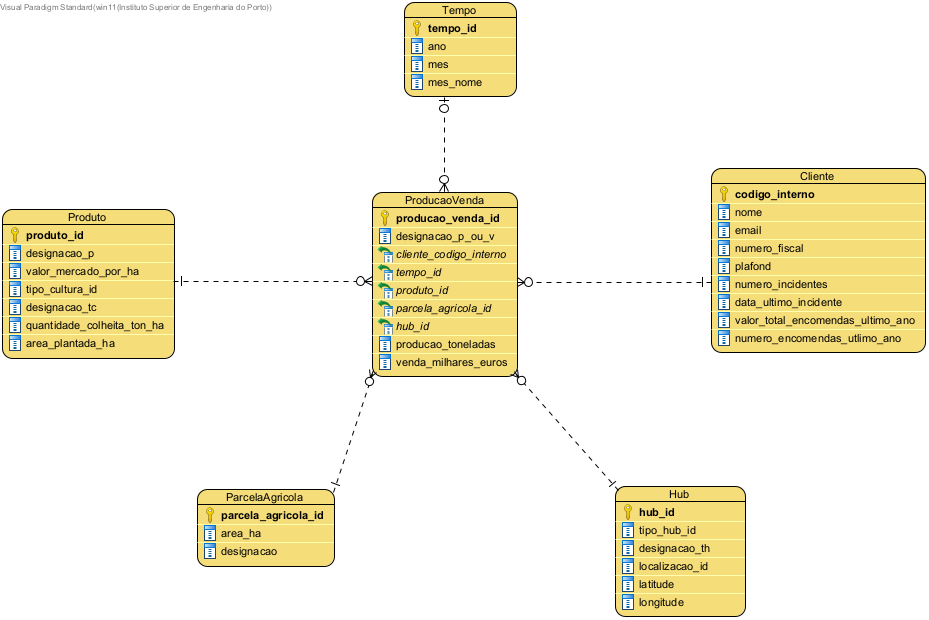 Visual Paradigm Standard(win11(Instituto Superior de Engenharia do Porto))
Tempo
tempo_id
ano
mes
mes_nome
Produto
produto_id
designacao_p
valor_mercado_por_ha
tipo_cultura_id
designacao_tc
quantidade_colheita_ton_ha
area_plantada_ha
ProducaoVenda
producao_venda_id
designacao_p_ou_v
cliente_codigo_interno
tempo_id
produto_id
parcela_agricola_id
hub_id
producao_toneladas
venda_milhares_euros
Cliente
codigo_interno
nome
email
numero_fiscal
plafond
numero_incidentes
data_ultimo_incidente
valor_total_encomendas_ultimo_ano
numero_encomendas_utlimo_ano
ParcelaAgricola
parcela_agricola_id
area_ha
designacao
Hub
hub_id
tipo_hub_id
designacao_th
localizacao_id
latitude
longitude